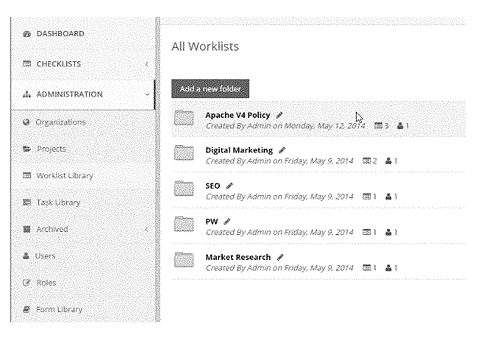 DASHBOARD
CHECKLISTS
ADMINISTRATION
Organizations
Projects
Worklist Library
Task Library
Archived
Users
Roles
Form Library
All Worklists
Add a new folder
Apache V4 Policy
Created By Admin on Monday, May 12, 2014 3 1
Digital Marketing
Created By Admin on Friday, May 9, 2014 2 1
SEO
Created By Admin on Friday, May 9, 2014 1 1
PW
Created By Admin on Friday, May 9, 2014 1 1
Market Research
Created By Admin on Friday, May 9, 2014 1 1